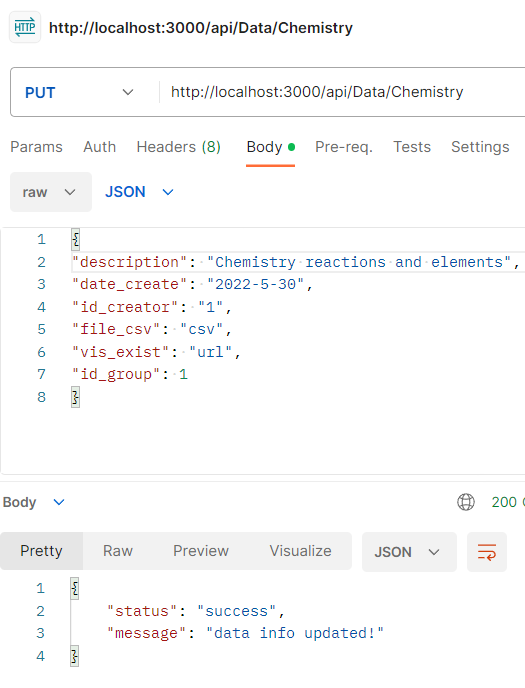 HTTP http://localhost:3000/api/Data/Chemistry
PUT http://localhost:3000/api/Data/Chemistry
Params Auth Headers (8) Body Pre-req. Tests Settings
raw JSON
1 {
2 "description": "Chemistry reactions and elements",
3 "date_create": "2022-5-30",
4 "id_creator": "1",
5 "file_csv": "csv",
6 "vis_exist": "url",
7 "id_group": 1
8 }
Body 200
Pretty Raw Preview Visualize JSON
1 {
2 "status": "success",
3 "message": "data info updated!"
4 }